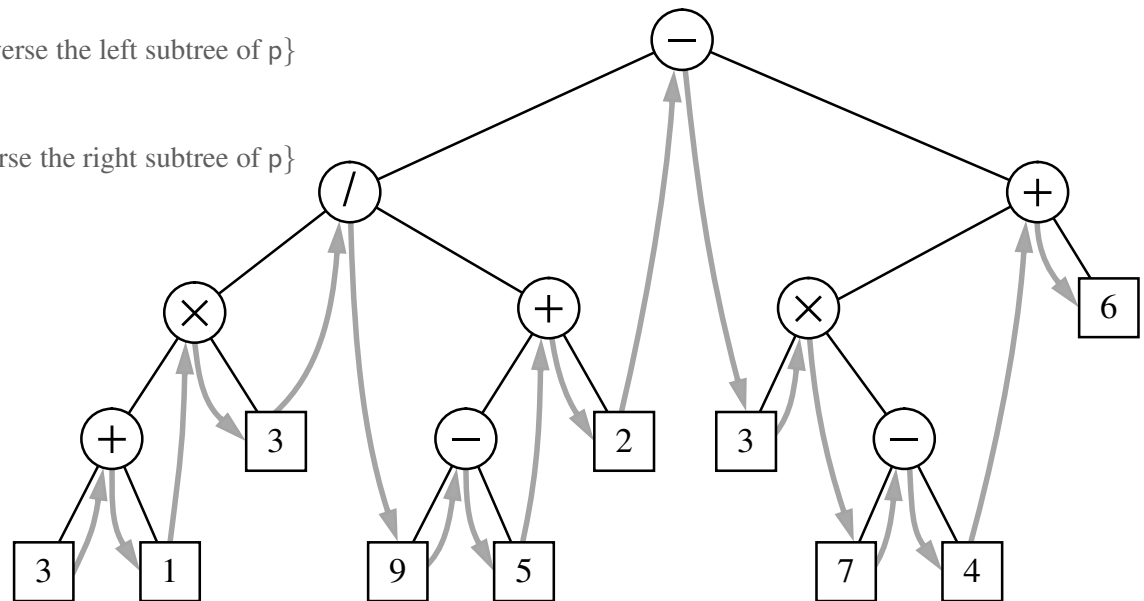 erse the left subtree of p}
rse the right subtree of p}
−
/ +
× + × 6
+ 3 − 2 3 −
3 1 9 5 7 4